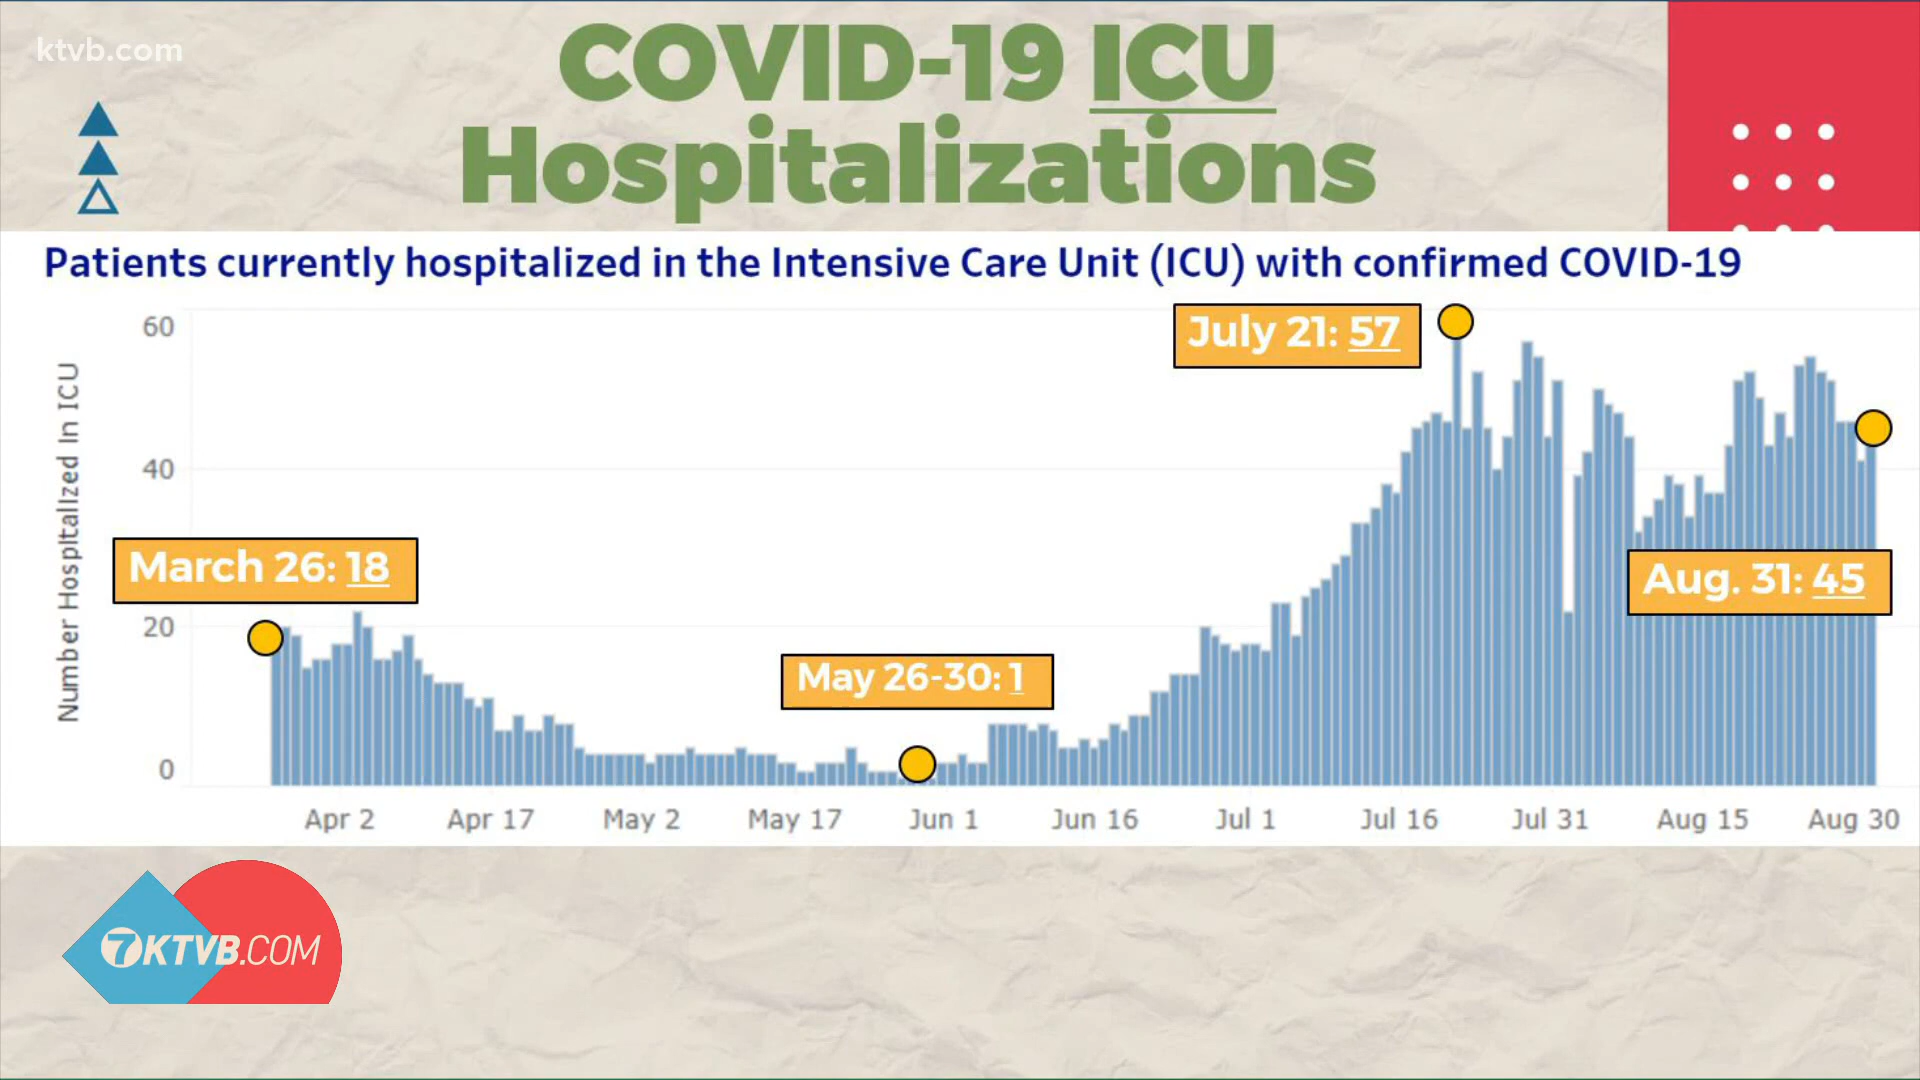 ktvb.com
COVID-19 ICU
Hospitalizations
Patients currently hospitalized in the Intensive Care Unit (ICU) with confirmed COVID-19
Number Hospitalized In ICU
60
40
20
0
March 26: 18
May 26-30: 1
July 21: 57
Aug. 31: 45
Apr 2
Apr 17
May 2
May 17
Jun 1
Jun 16
Jul 1
Jul 16
Jul 31
Aug 15
Aug 30
7KTVB.COM